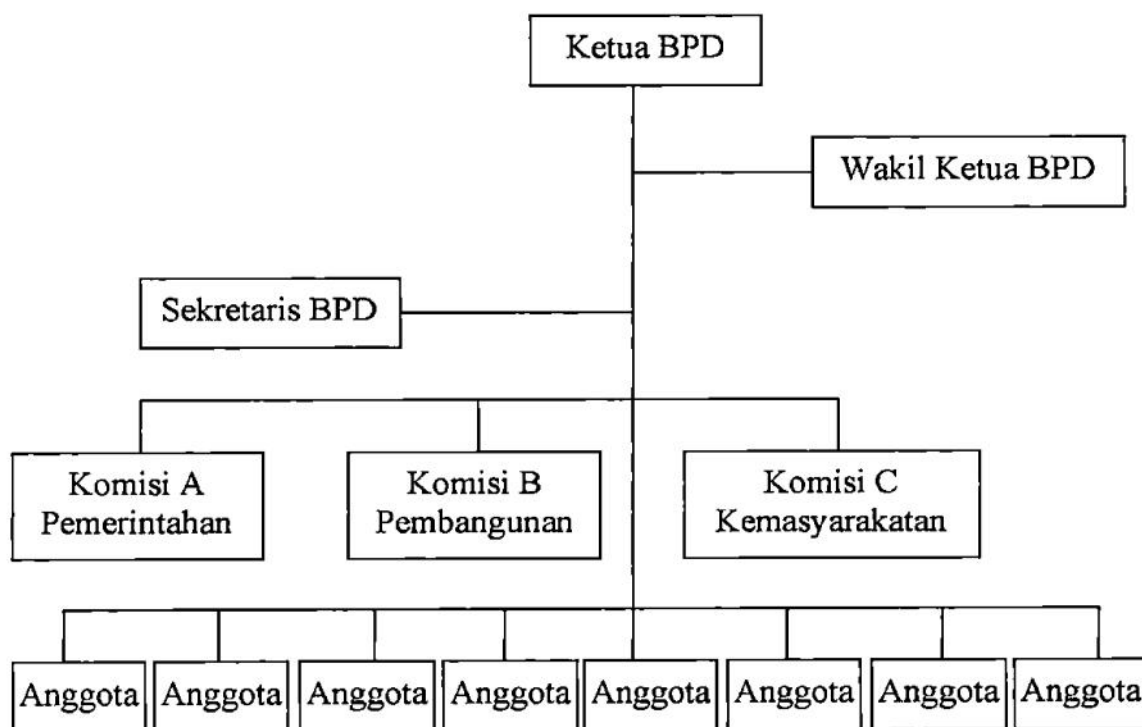 Ketua BPD
Wakil Ketua BPD
Sekretaris BPD
Komisi A
Pemerintahan
Komisi B
Pembangunan
Komisi C
Kemasyarakatan
Anggota
Anggota
Anggota
Anggota
Anggota
Anggota
Anggota
Anggota